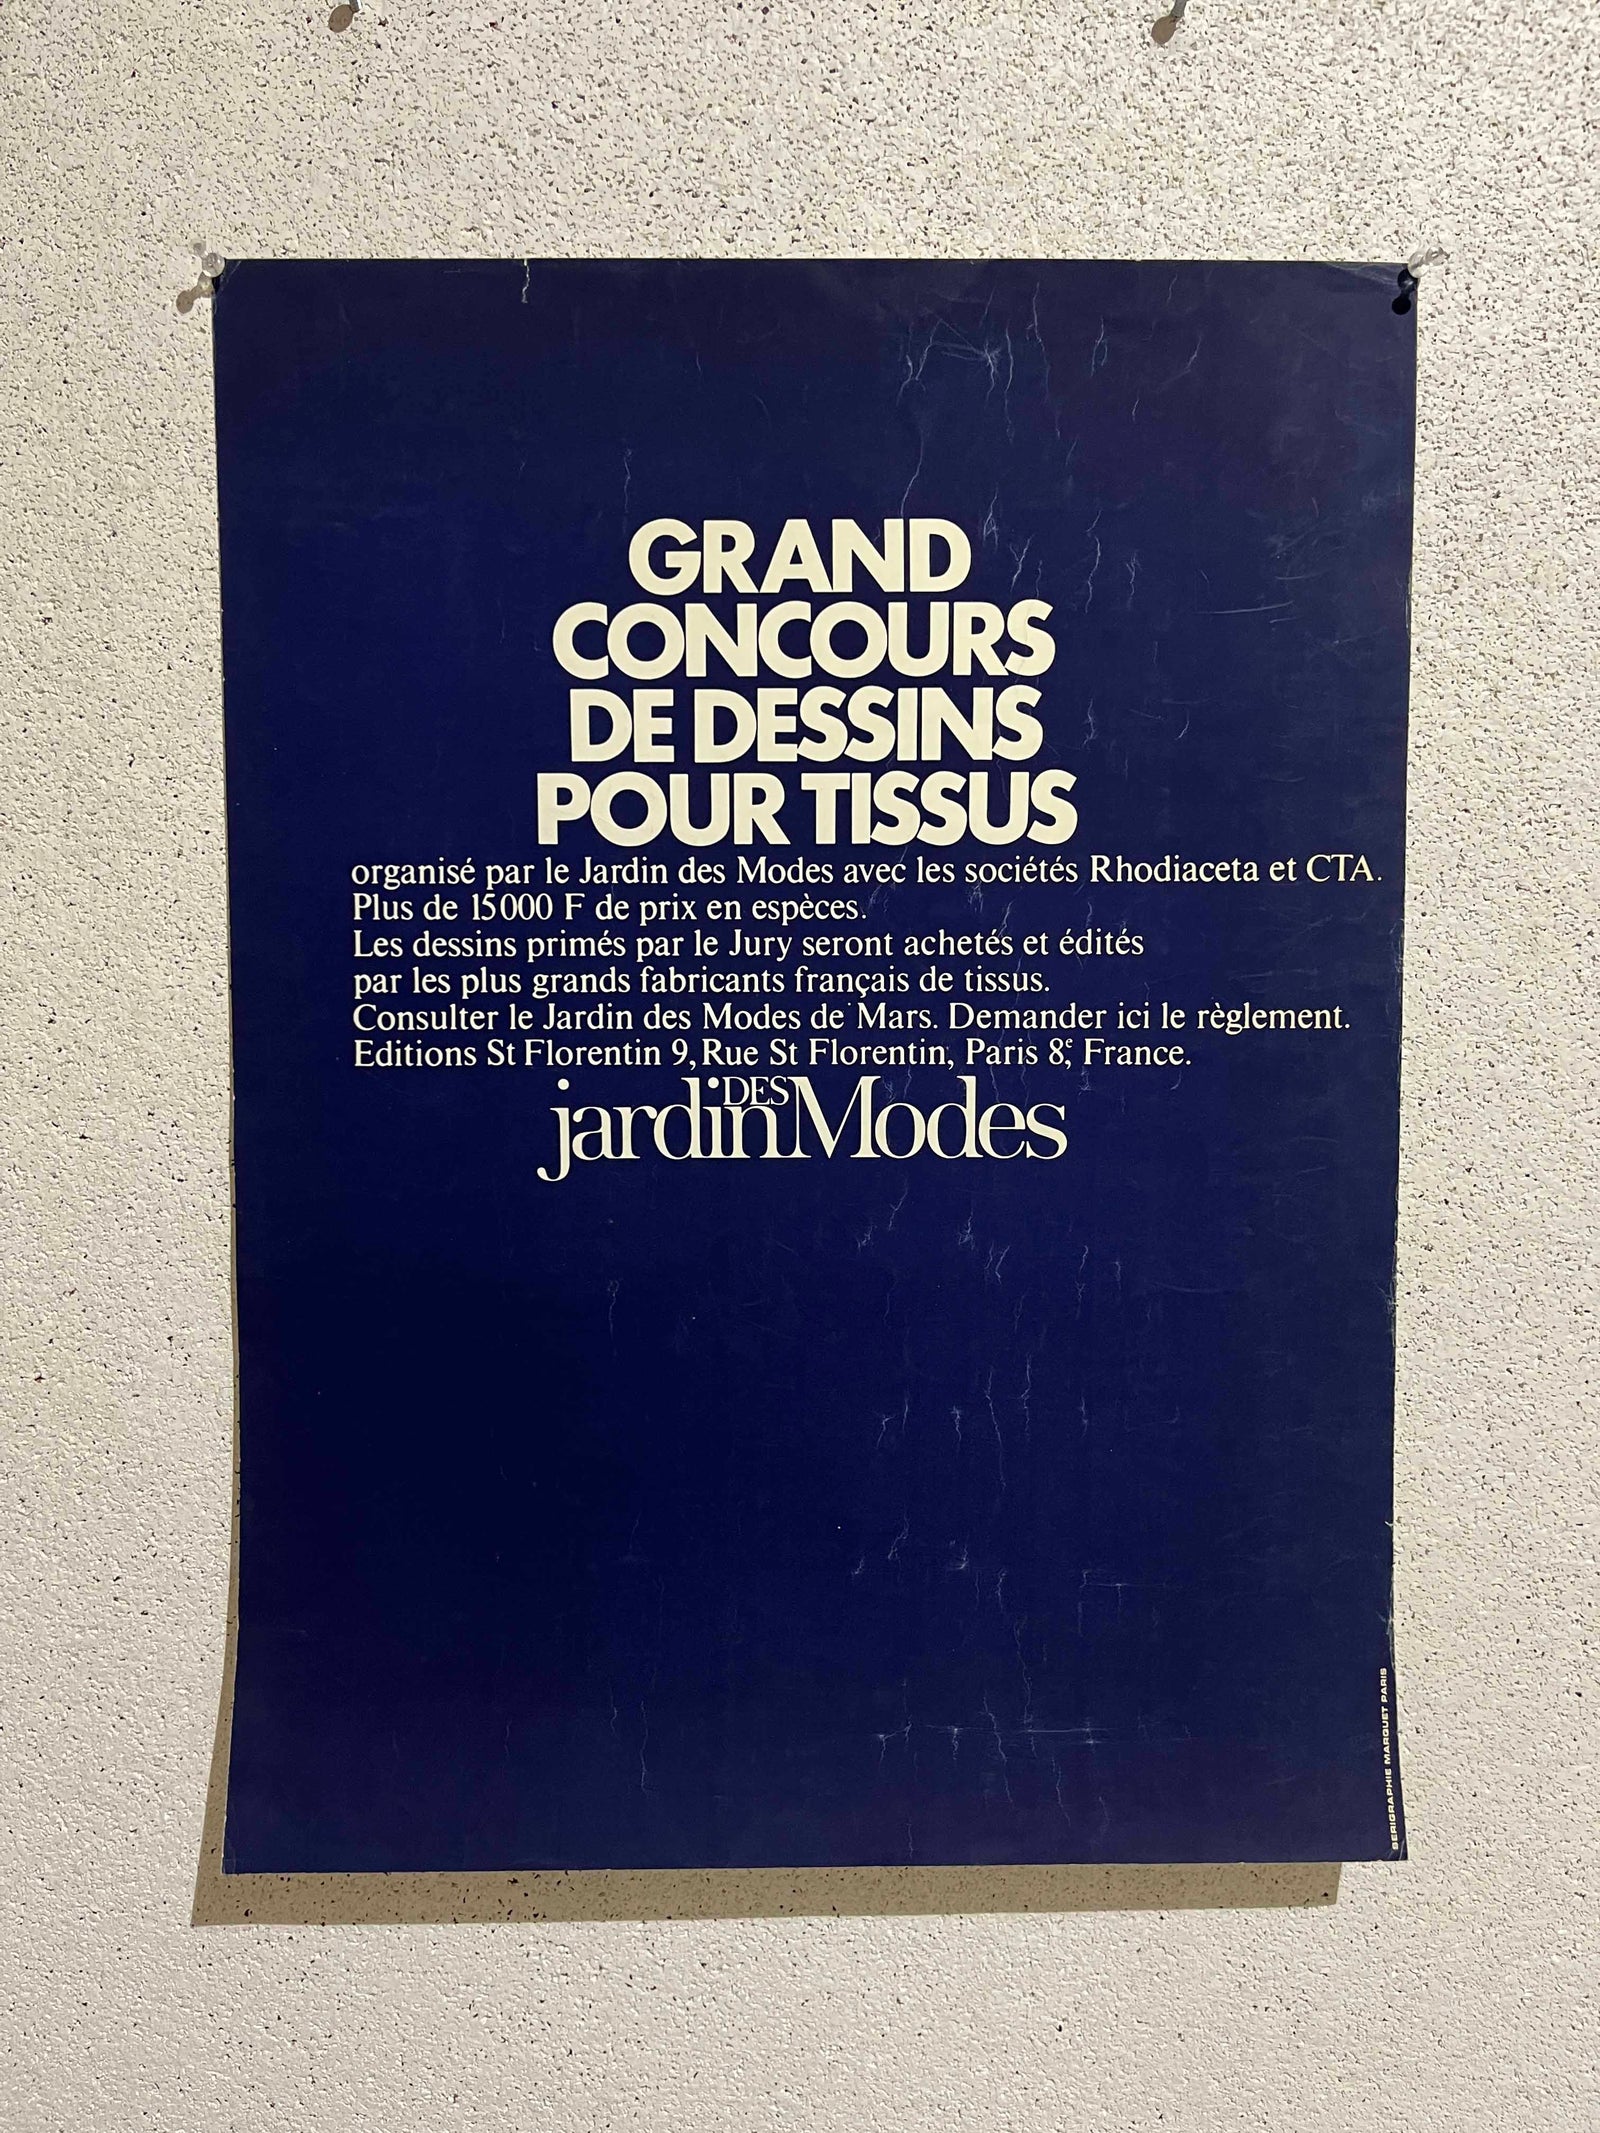 GRAND
CONCOURS
DE DESSINS
POUR TISSUS
organisé par le Jardin des Modes avec les sociétés Rhodiaceta et CTA.
Plus de 15000 F de prix en espèces.
Les dessins primés par le Jury seront achetés et édités
par les plus grands fabricants français de tissus.
Consulter le Jardin des Modes de Mars. Demander ici le règlement.
Editions St Florentin 9, Rue St Florentin, Paris 8e, France.
jardin DES Modes
SERIGRAPHIE MARQUET PARIS